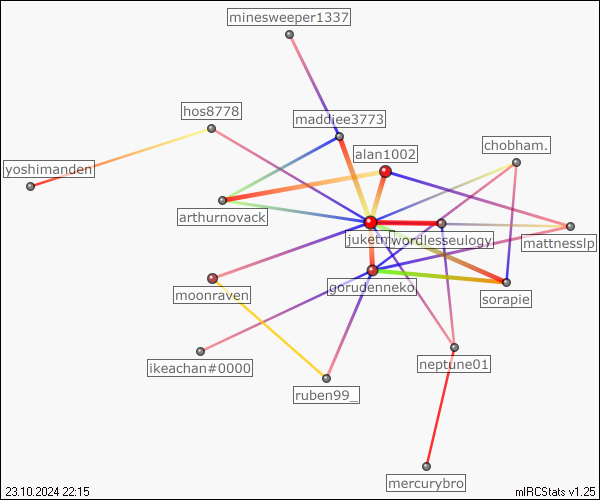 minesweeper1337
hos8778
maddiee3773
chobham.
alan1002
yoshimanden
arthurnovack
juketm
wordlesseulogy
mattnesslp
gorudenneko
moonraven
sorapie
ikeachan#0000
neptune01
ruben99_
mercurybro
23.10.2024 22:15
mIRCStats v1.25